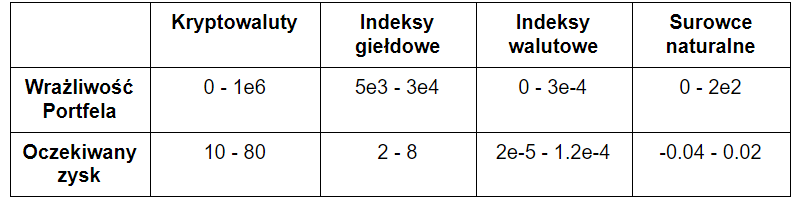 Kryptowaluty
Indeksy
giełdowe
Indeksy
walutowe
Surowce
naturalne
Wrażliwość
Portfela
0 - 1e6
5e3 - 3e4
0 - 3e-4
0 - 2e2
Oczekiwany
zysk
10 - 80
2 - 8
2e-5 - 1.2e-4
-0.04 - 0.02